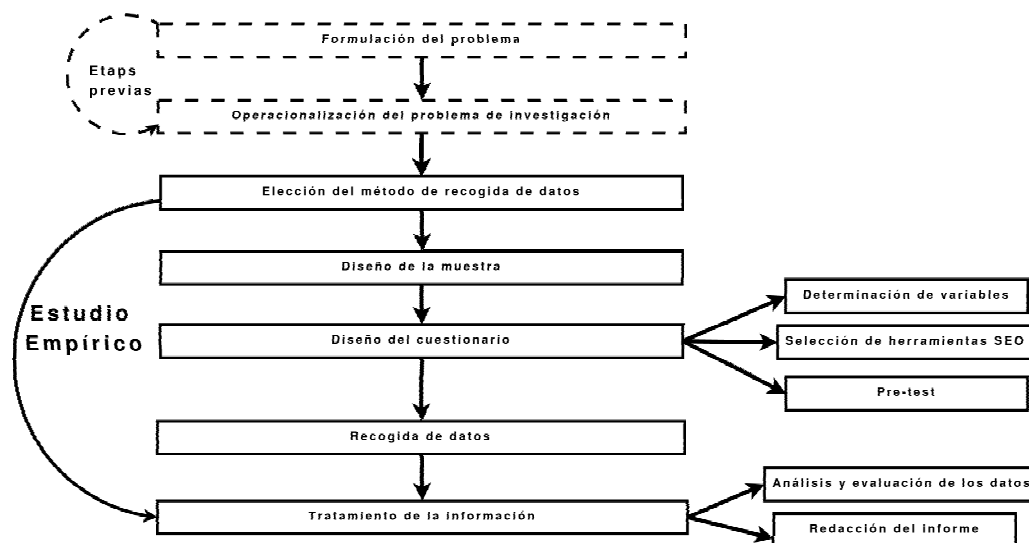 Formulación del problema
Etaps
previas
Operacionalización del problema de investigación
Elección del método de recogida de datos
Diseño de la muestra
Estudio
Empírico
Diseño del cuestionario
Determinación de variables
Selección de herramientas SEO
Pre-test
Recogida de datos
Tratamiento de la información
Análisis y evaluación de los datos
Redacción del informe